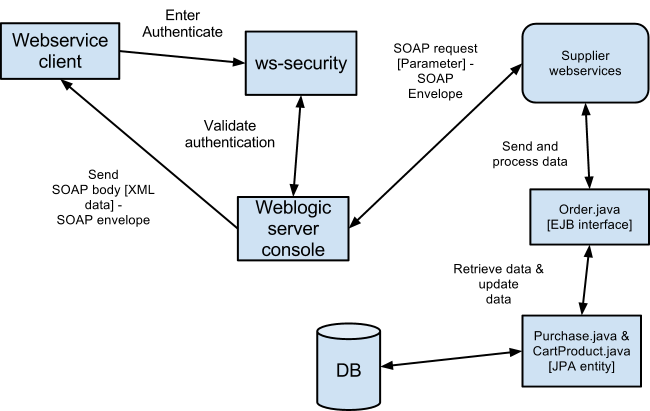 Enter
Authenticate
Webservice
client
ws-security
SOAP request
[Parameter] -
SOAP
Envelope
Supplier
webservices
Validate
authentication
Send and
process data
Send
SOAP body [XML
data] -
SOAP envelope
Weblogic
server
console
Order.java
[EJB interface]
Retrieve data &
update
data
Purchase.java &
CartProduct.java
[JPA entity]
DB